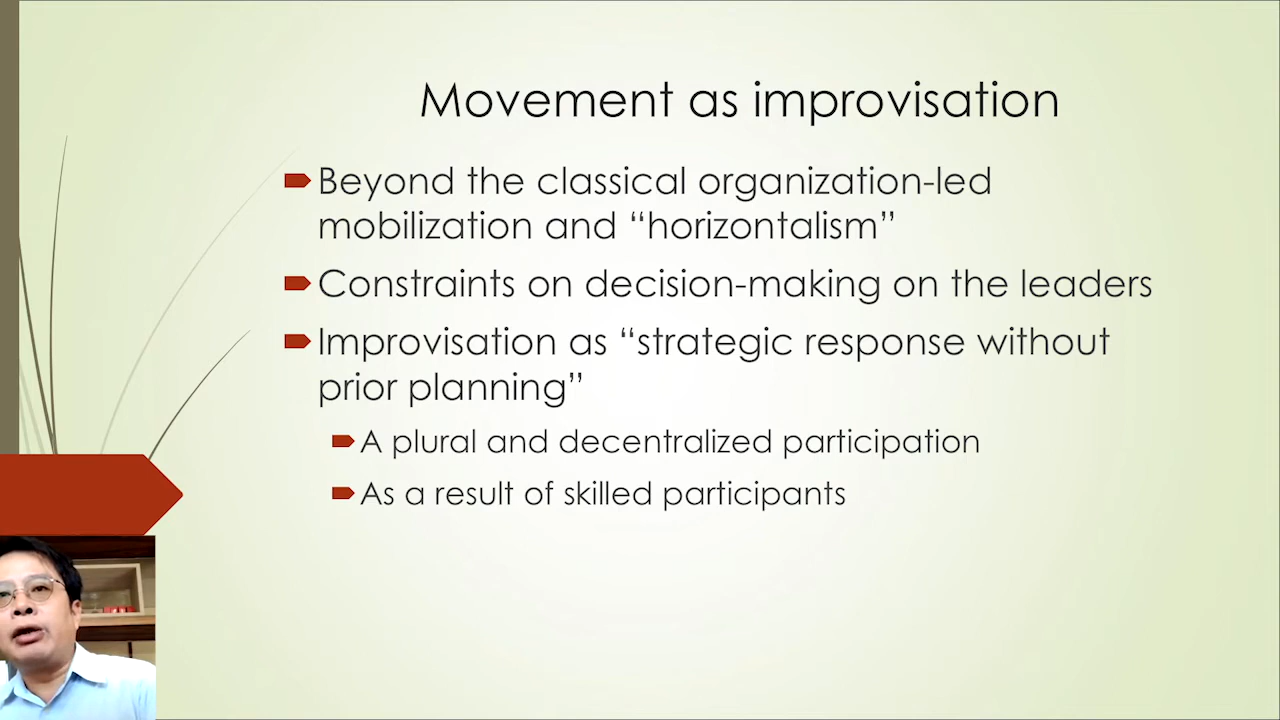 Movement as improvisation
Beyond the classical organization-led
mobilization and “horizontalism”
Constraints on decision-making on the leaders
Improvisation as “strategic response without
prior planning”
A plural and decentralized participation
As a result of skilled participants